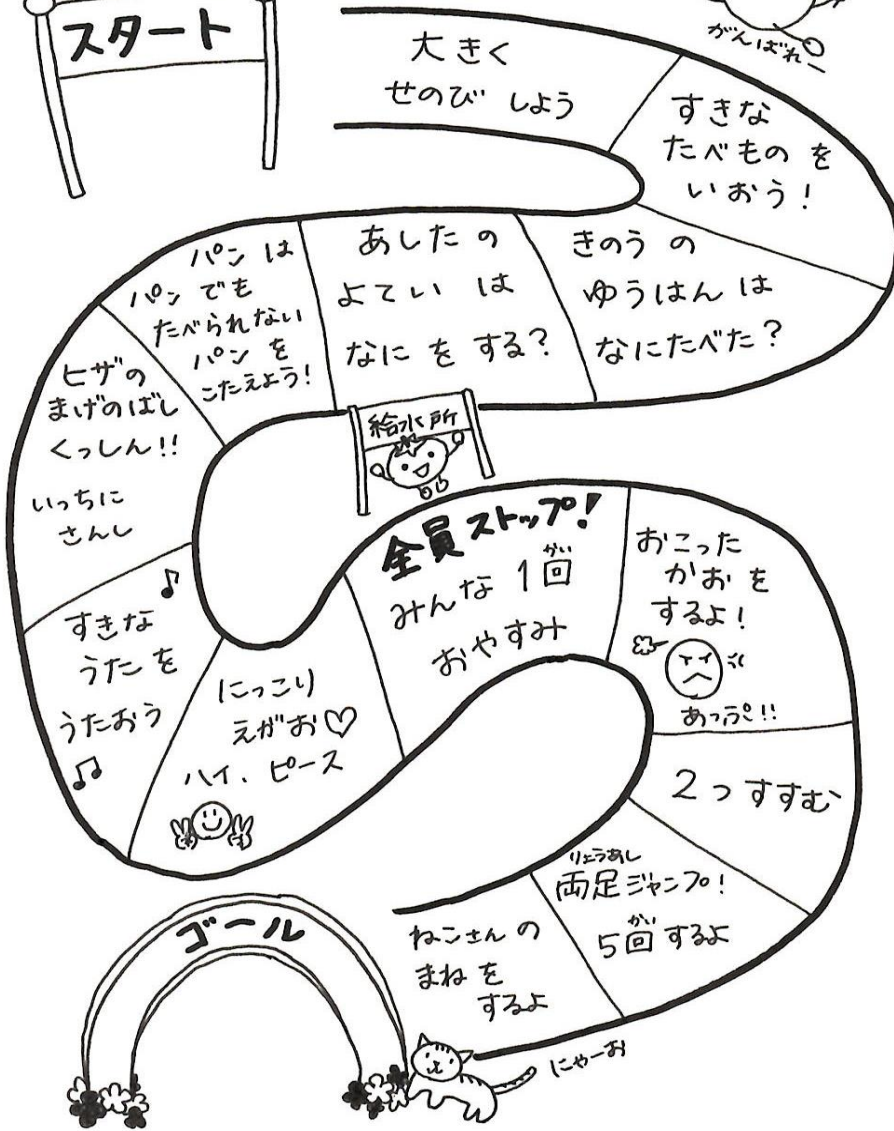 スタート
がんばれー
大きく
せのび しよう
すきな
たべもの を
いおう!
きのう の
ゆうはん は
なにたべた?
あしたの
よてい は
なに を する?
パン は
パン でも
たべられない
パン を
こたえよう!
ヒザの
まげのばし
くっしん!!
いっちに
さんし
すきな
うた を
うたおう
にっこり
えがお♡
ハイ、ピース
給水所
全員ストップ!
みんな 1回
かい
おやすみ
おこった
かお を
するよ!
あっぷ!!
2つ すすむ
りょうあし
両足ジャンプ!
かい
5回 するよ
ねこさん の
まね を
するよ
にゃーお
ゴール